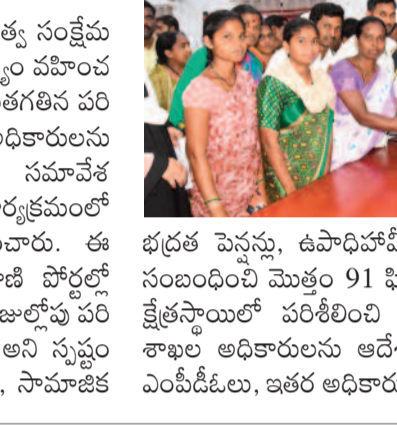 త్వ సంక్షేమ
్యం వహించ
తగతిన పరి
ధికారులను
సమావేశ
ర్యక్రమంలో
చారు. ఈ
ణి పోర్టల్లో
జుల్లోపు పరి
అని స్పష్టం
, సామాజిక
భద్రత పెన్షన్లు, ఉపాధిహామీ
సంబంధించి మొత్తం 91 ఫి
క్షేత్రస్థాయిలో పరిశీలించి
శాఖల అధికారులను ఆదే
ఎంపీడీఓలు, ఇతర అధికారు